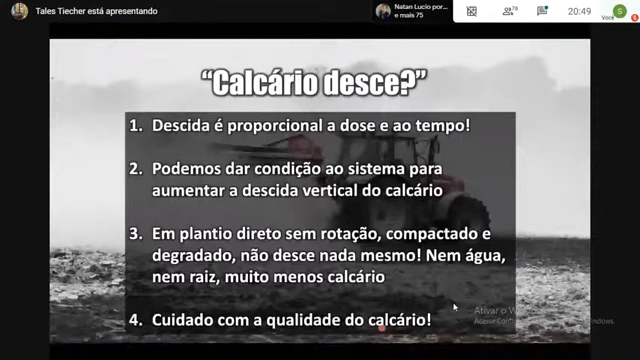 Tales Tiecher está apresentando
Natan Lucio por...
e mais 75
78
20:49
Você
S
"Calcário desce?"
1. Descida é proporcional a dose e ao tempo!
2. Podemos dar condição ao sistema para
aumentar a descida vertical do calcário
3. Em plantio direto sem rotação, compactado e
degradado, não desce nada mesmo! Nem água,
nem raiz, muito menos calcário
4. Cuidado com a qualidade do calcário!
Ativar o